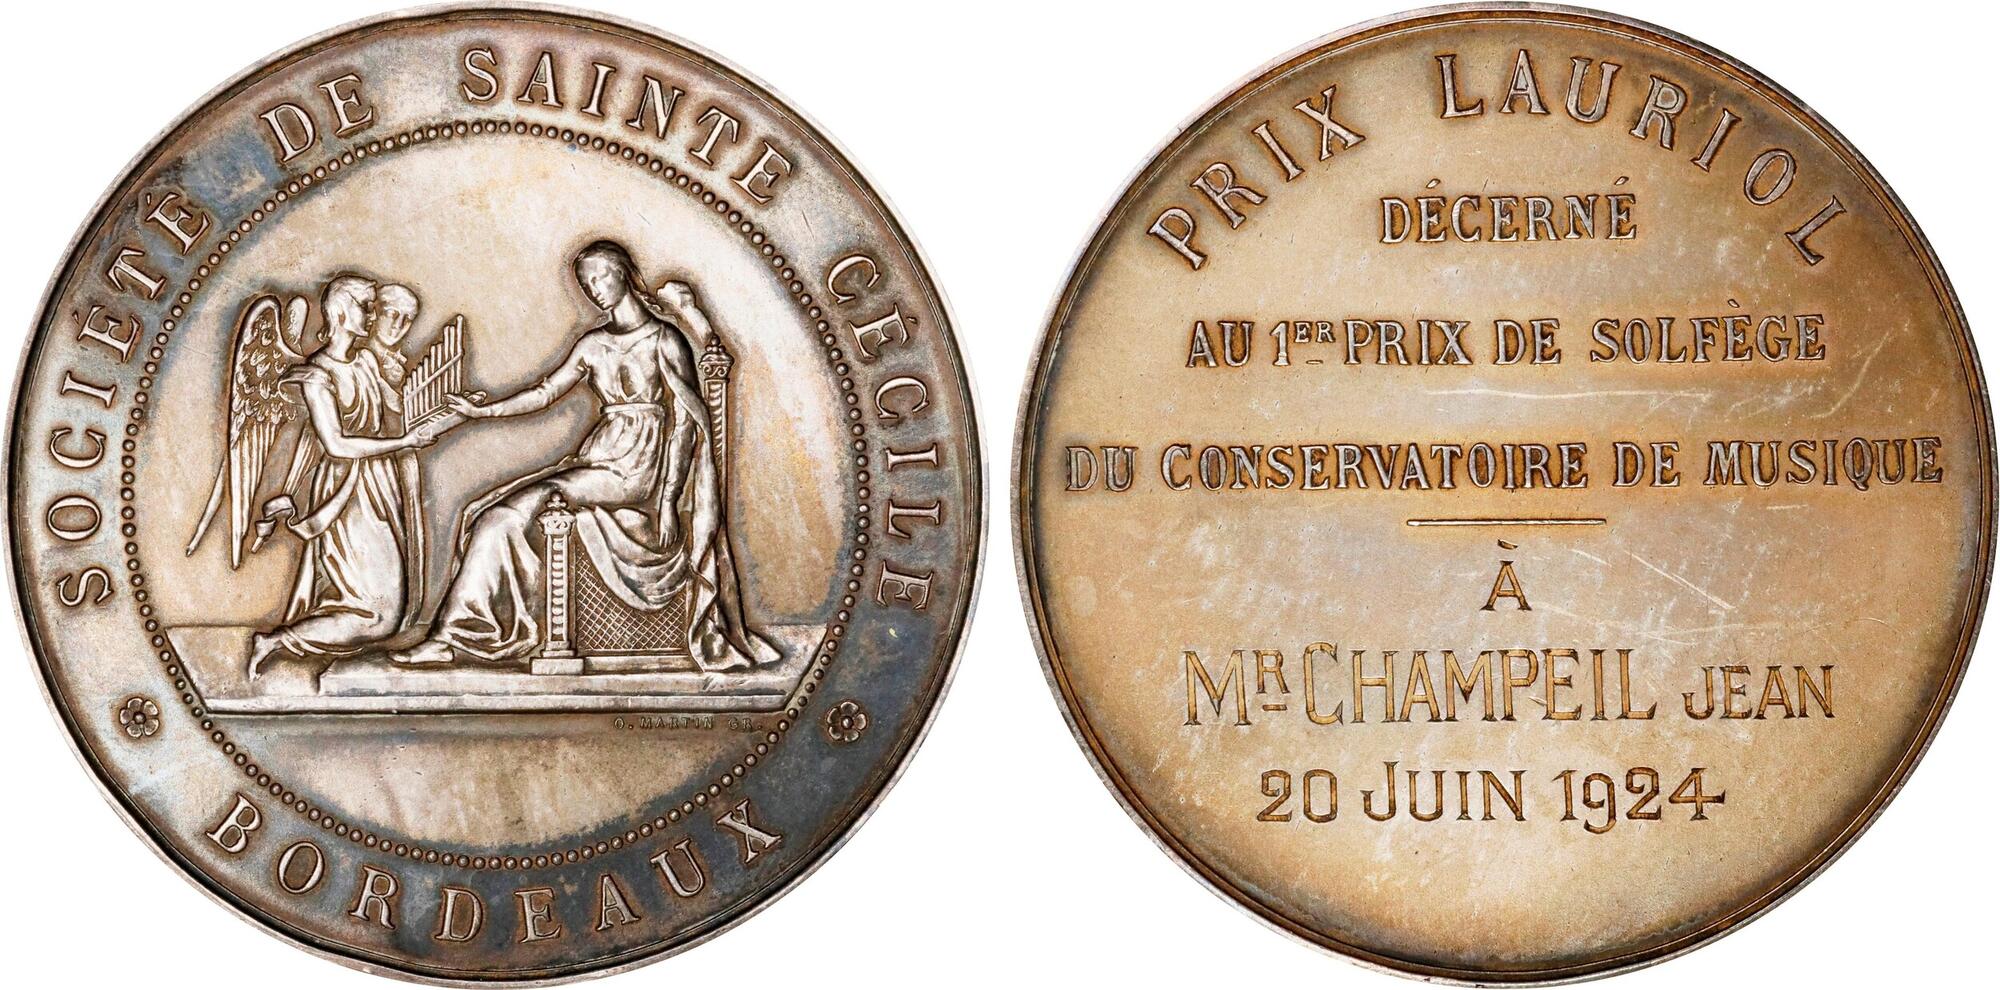 SOCIÉTÉ DE SAINTE CÉCILE
O. MARTIN GR.
BORDEAUX
PRIX LAURIOL
DÉCERNÉ
AU 1ER PRIX DE SOLFÈGE
DU CONSERVATOIRE DE MUSIQUE
À
MR CHAMPEIL JEAN
20 JUIN 1924